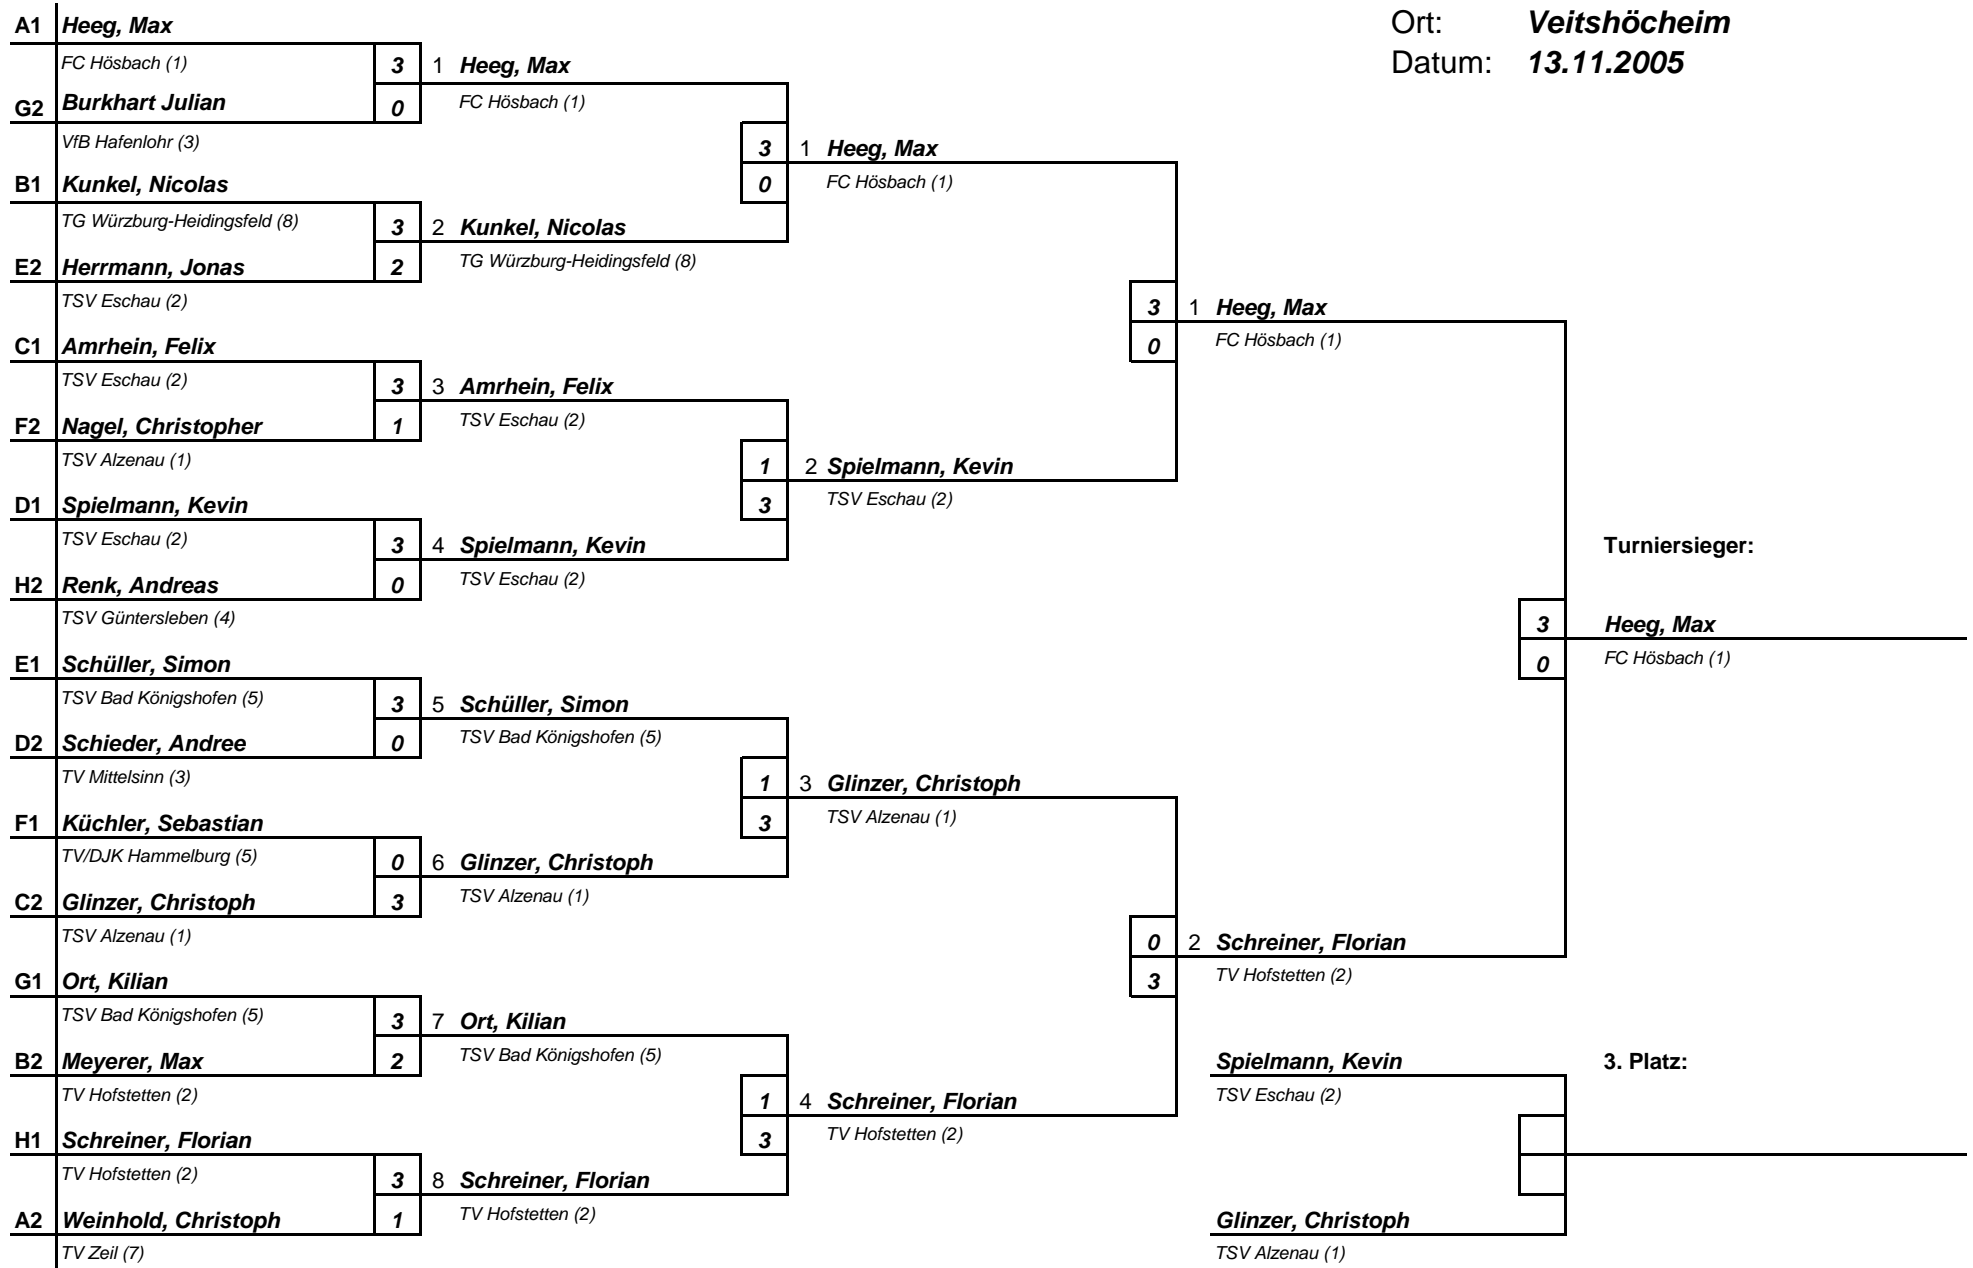 Ort: Veitshöcheim
Datum: 13.11.2005
A1 Heeg, Max
FC Hösbach (1)
3
G2 Burkhart Julian
0
VfB Hafenlohr (3)
B1 Kunkel, Nicolas
TG Würzburg-Heidingsfeld (8)
3
E2 Herrmann, Jonas
2
TSV Eschau (2)
C1 Amrhein, Felix
TSV Eschau (2)
3
F2 Nagel, Christopher
1
TSV Alzenau (1)
D1 Spielmann, Kevin
TSV Eschau (2)
3
H2 Renk, Andreas
0
TSV Güntersleben (4)
E1 Schüller, Simon
TSV Bad Königshofen (5)
3
D2 Schieder, Andree
0
TV Mittelsinn (3)
F1 Küchler, Sebastian
TV/DJK Hammelburg (5)
0
C2 Glinzer, Christoph
3
TSV Alzenau (1)
G1 Ort, Kilian
TSV Bad Königshofen (5)
3
B2 Meyerer, Max
2
TV Hofstetten (2)
H1 Schreiner, Florian
TV Hofstetten (2)
3
A2 Weinhold, Christoph
1
TV Zeil (7)
1 Heeg, Max
FC Hösbach (1)
3
0
2 Kunkel, Nicolas
TG Würzburg-Heidingsfeld (8)
3 Amrhein, Felix
TSV Eschau (2)
1
3
4 Spielmann, Kevin
TSV Eschau (2)
5 Schüller, Simon
TSV Bad Königshofen (5)
1
3
6 Glinzer, Christoph
TSV Alzenau (1)
7 Ort, Kilian
TSV Bad Königshofen (5)
1
3
8 Schreiner, Florian
TV Hofstetten (2)
1 Heeg, Max
FC Hösbach (1)
3
0
2 Spielmann, Kevin
TSV Eschau (2)
3 Glinzer, Christoph
TSV Alzenau (1)
0
3
4 Schreiner, Florian
TV Hofstetten (2)
1 Heeg, Max
FC Hösbach (1)
3
0
2 Schreiner, Florian
TV Hofstetten (2)
Turniersieger:
Heeg, Max
FC Hösbach (1)
Spielmann, Kevin
TSV Eschau (2)
3. Platz:
Glinzer, Christoph
TSV Alzenau (1)